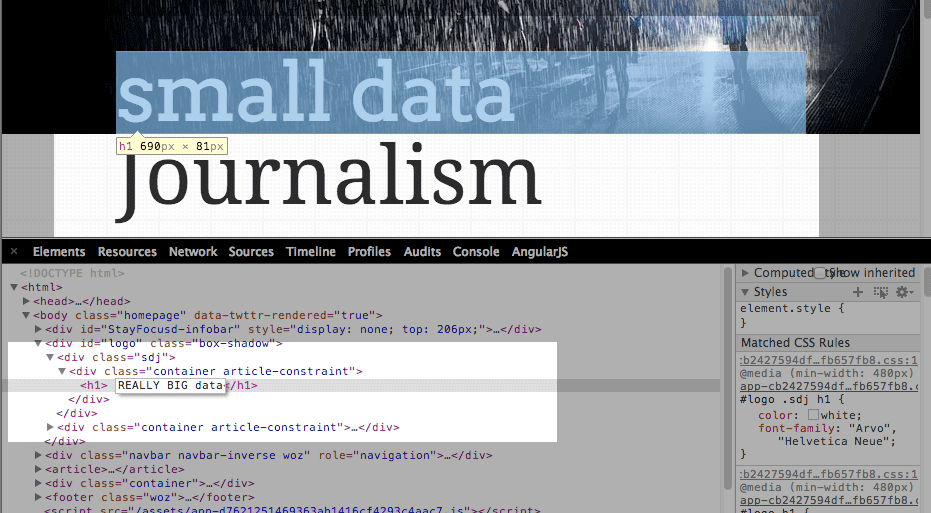 small data
h1 690px × 81px
Journalism
× Elements Resources Network Sources Timeline Profiles Audits Console AngularJS
<!DOCTYPE html>
▼<html>
▶<head>…</head>
▼<body class="homepage" data-twttr-rendered="true">
▶<div id="StayFocusd-infobar" style="display: none; top: 206px;">…</div>
▼<div id="logo" class="box-shadow">
▼<div class="sdj">
▼<div class="container article-constraint">
<h1> REALLY BIG data</h1>
</div>
</div>
▶<div class="container article-constraint">…</div>
</div>
▶<div class="navbar navbar-inverse woz" role="navigation">…</div>
▶<article>…</article>
▶<div class="container">…</div>
▶<footer class="woz">…</footer>
<script src="/assets/app-d7621251469363ab1416cf4293c4aac7.js"></script>
▶ Computed Style Show inherited
▼ Styles
element.style {
}
Matched CSS Rules
:b2427594df…fb657fb8.css:1
@media (min-width: 480px)
app-cb2427594df…fb657fb8.c
#logo .sdj h1 {
color: white;
font-family: "Arvo",
"Helvetica Neue";
}
:b2427594df…fb657fb8.css:1
@media (min-width: 480px)
app-cb2427594df…fb657fb8.c
#logo h1 {